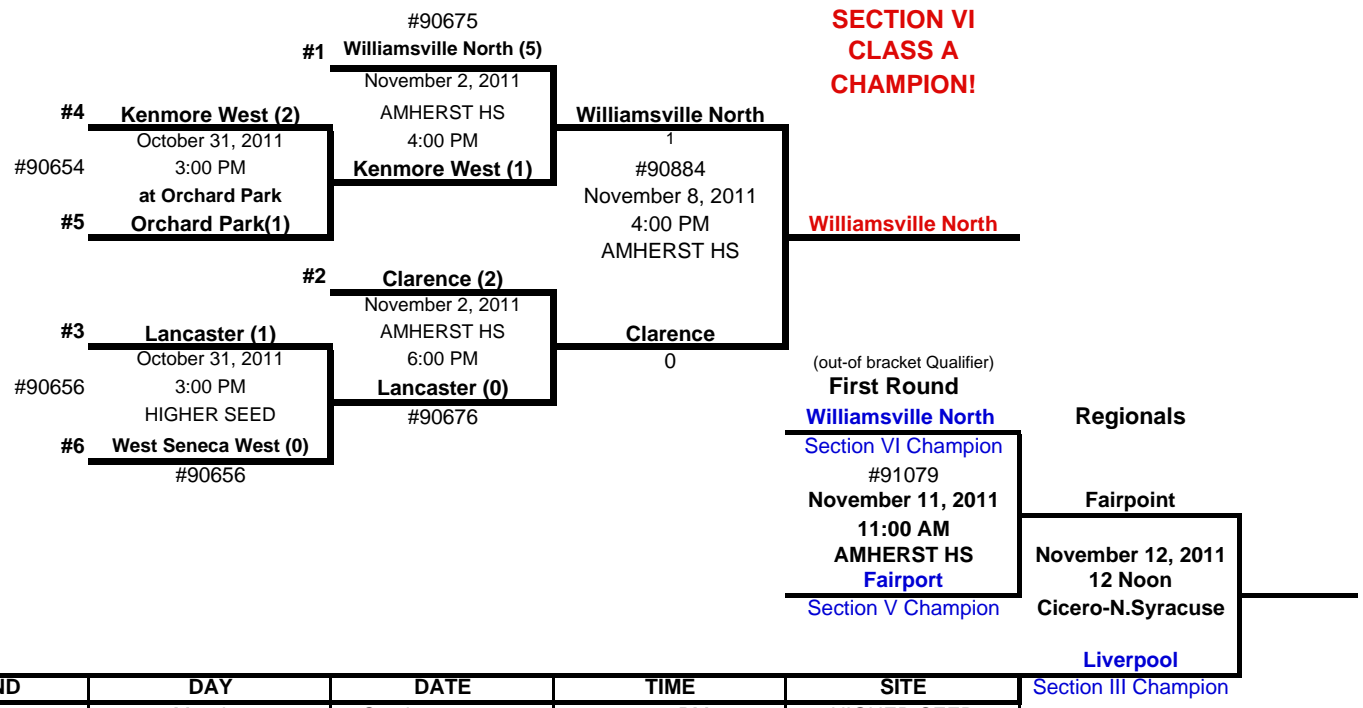 #90675
SECTION VI
CLASS A
CHAMPION!
#1 Williamsville North (5)
November 2, 2011
AMHERST HS
4:00 PM
Kenmore West (1)
#4 Kenmore West (2)
October 31, 2011
#90654 3:00 PM
at Orchard Park
#5 Orchard Park(1)
Williamsville North
1
#90884
November 8, 2011
4:00 PM
AMHERST HS
Williamsville North
#2 Clarence (2)
November 2, 2011
AMHERST HS
6:00 PM
Lancaster (0)
#90676
#3 Lancaster (1)
October 31, 2011
#90656 3:00 PM
HIGHER SEED
#6 West Seneca West (0)
#90656
Clarence
0
(out-of bracket Qualifier)
First Round
Williamsville North
Section VI Champion
#91079
November 11, 2011
11:00 AM
AMHERST HS
Fairport
Section V Champion
Regionals
Fairpoint
November 12, 2011
12 Noon
Cicero-N.Syracuse
Liverpool
Section III Champion
ND DAY DATE TIME SITE